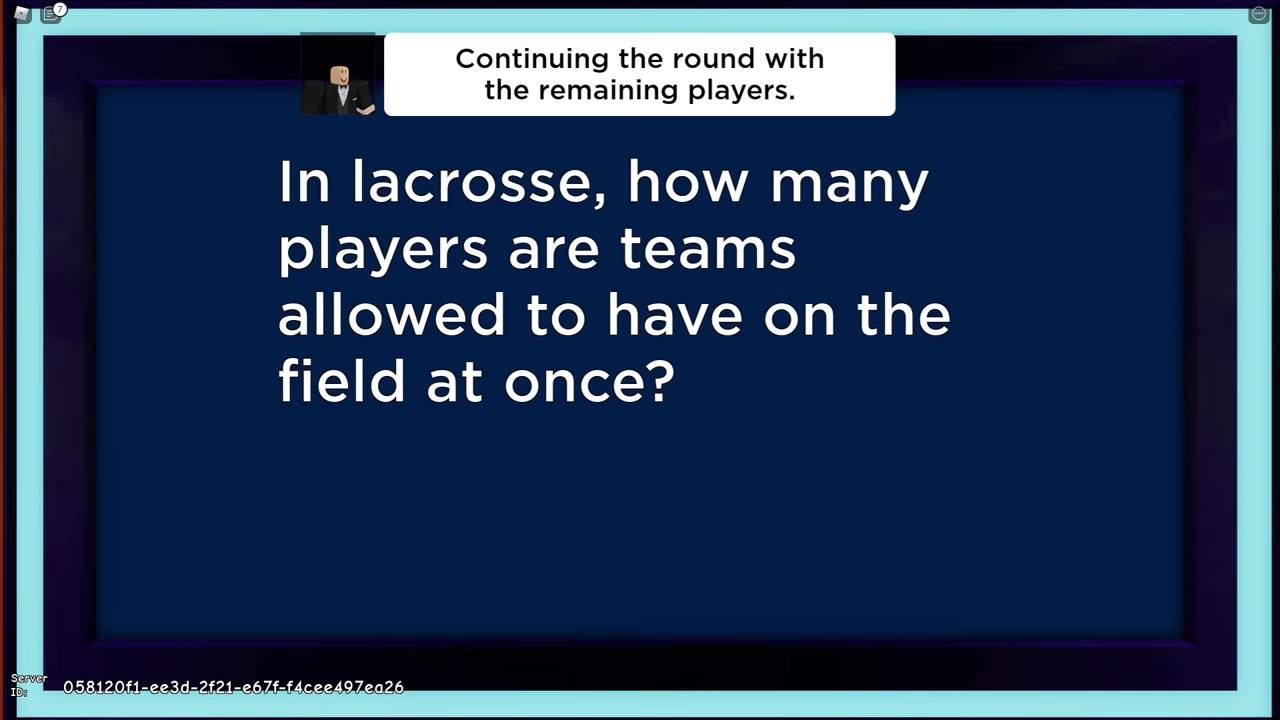 7
Continuing the round with
the remaining players.
In lacrosse, how many
players are teams
allowed to have on the
field at once?
Server
ID: 058120f1-ee3d-2f21-e67f-f4cee497ea26